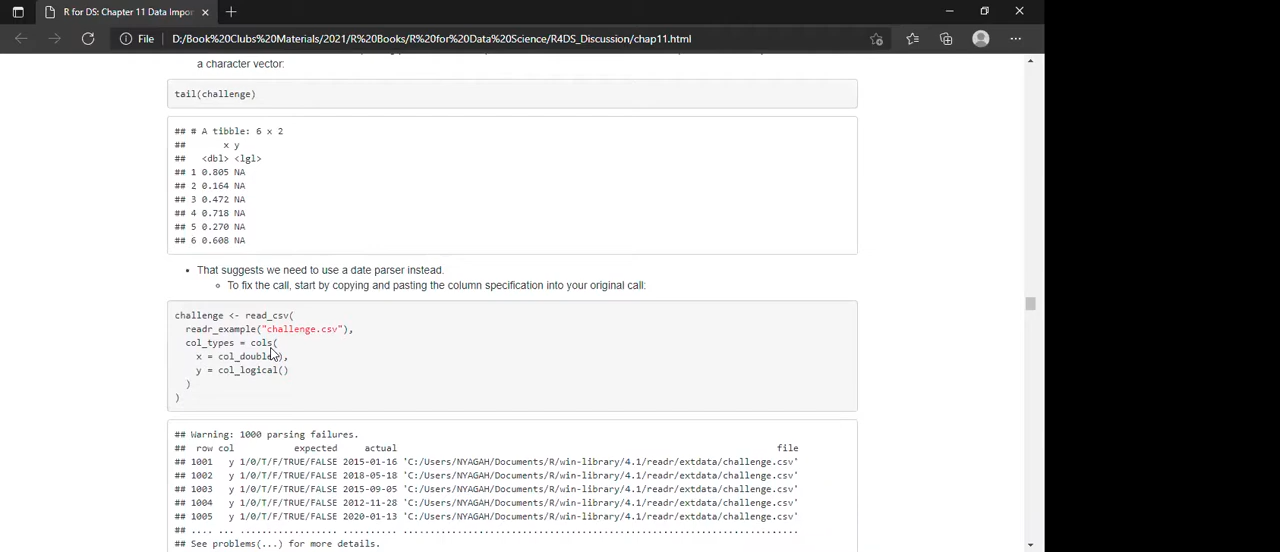 R for DS: Chapter 11 Data Impor
File D:/Book%20Clubs%20Materials/2021/R%20Books/R%20for%20Data%20Science/R4DS_Discussion/chap11.html
a character vector:
tail(challenge)
## # A tibble: 6 x 2
## x y
## <dbl> <lgl>
## 1 0.805 NA
## 2 0.164 NA
## 3 0.472 NA
## 4 0.718 NA
## 5 0.270 NA
## 6 0.608 NA
That suggests we need to use a date parser instead.
To fix the call, start by copying and pasting the column specification into your original call:
challenge <- read_csv(
readr_example("challenge.csv"),
col_types = cols(
x = col_double(),
y = col_logical()
)
)
## Warning: 1000 parsing failures.
## row col expected actual file
## 1001 y 1/0/T/F/TRUE/FALSE 2015-01-16 'C:/Users/NYAGAH/Documents/R/win-library/4.1/readr/extdata/challenge.csv'
## 1002 y 1/0/T/F/TRUE/FALSE 2018-05-18 'C:/Users/NYAGAH/Documents/R/win-library/4.1/readr/extdata/challenge.csv'
## 1003 y 1/0/T/F/TRUE/FALSE 2015-09-05 'C:/Users/NYAGAH/Documents/R/win-library/4.1/readr/extdata/challenge.csv'
## 1004 y 1/0/T/F/TRUE/FALSE 2012-11-28 'C:/Users/NYAGAH/Documents/R/win-library/4.1/readr/extdata/challenge.csv'
## 1005 y 1/0/T/F/TRUE/FALSE 2020-01-13 'C:/Users/NYAGAH/Documents/R/win-library/4.1/readr/extdata/challenge.csv'
## .... ... .................. .......... ..........................................................................
## See problems(...) for more details.